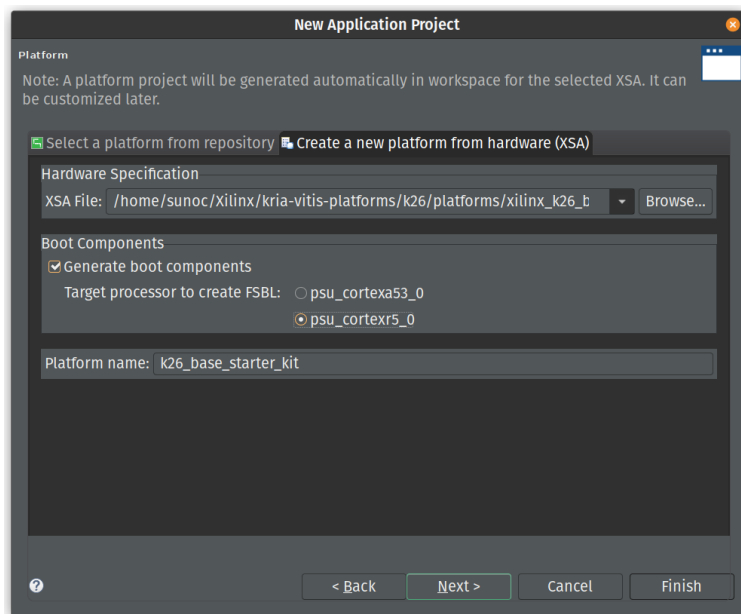 New Application Project
Platform
Note: A platform project will be generated automatically in workspace for the selected XSA. It can
be customized later.
Select a platform from repository Create a new platform from hardware (XSA)
Hardware Specification
XSA File: /home/sunoc/Xilinx/kria-vitis-platforms/k26/platforms/xilinx_k26_b Browse...
Boot Components
Generate boot components
Target processor to create FSBL: psu_cortexa53_0
psu_cortexr5_0
Platform name: k26_base_starter_kit
? < Back Next > Cancel Finish